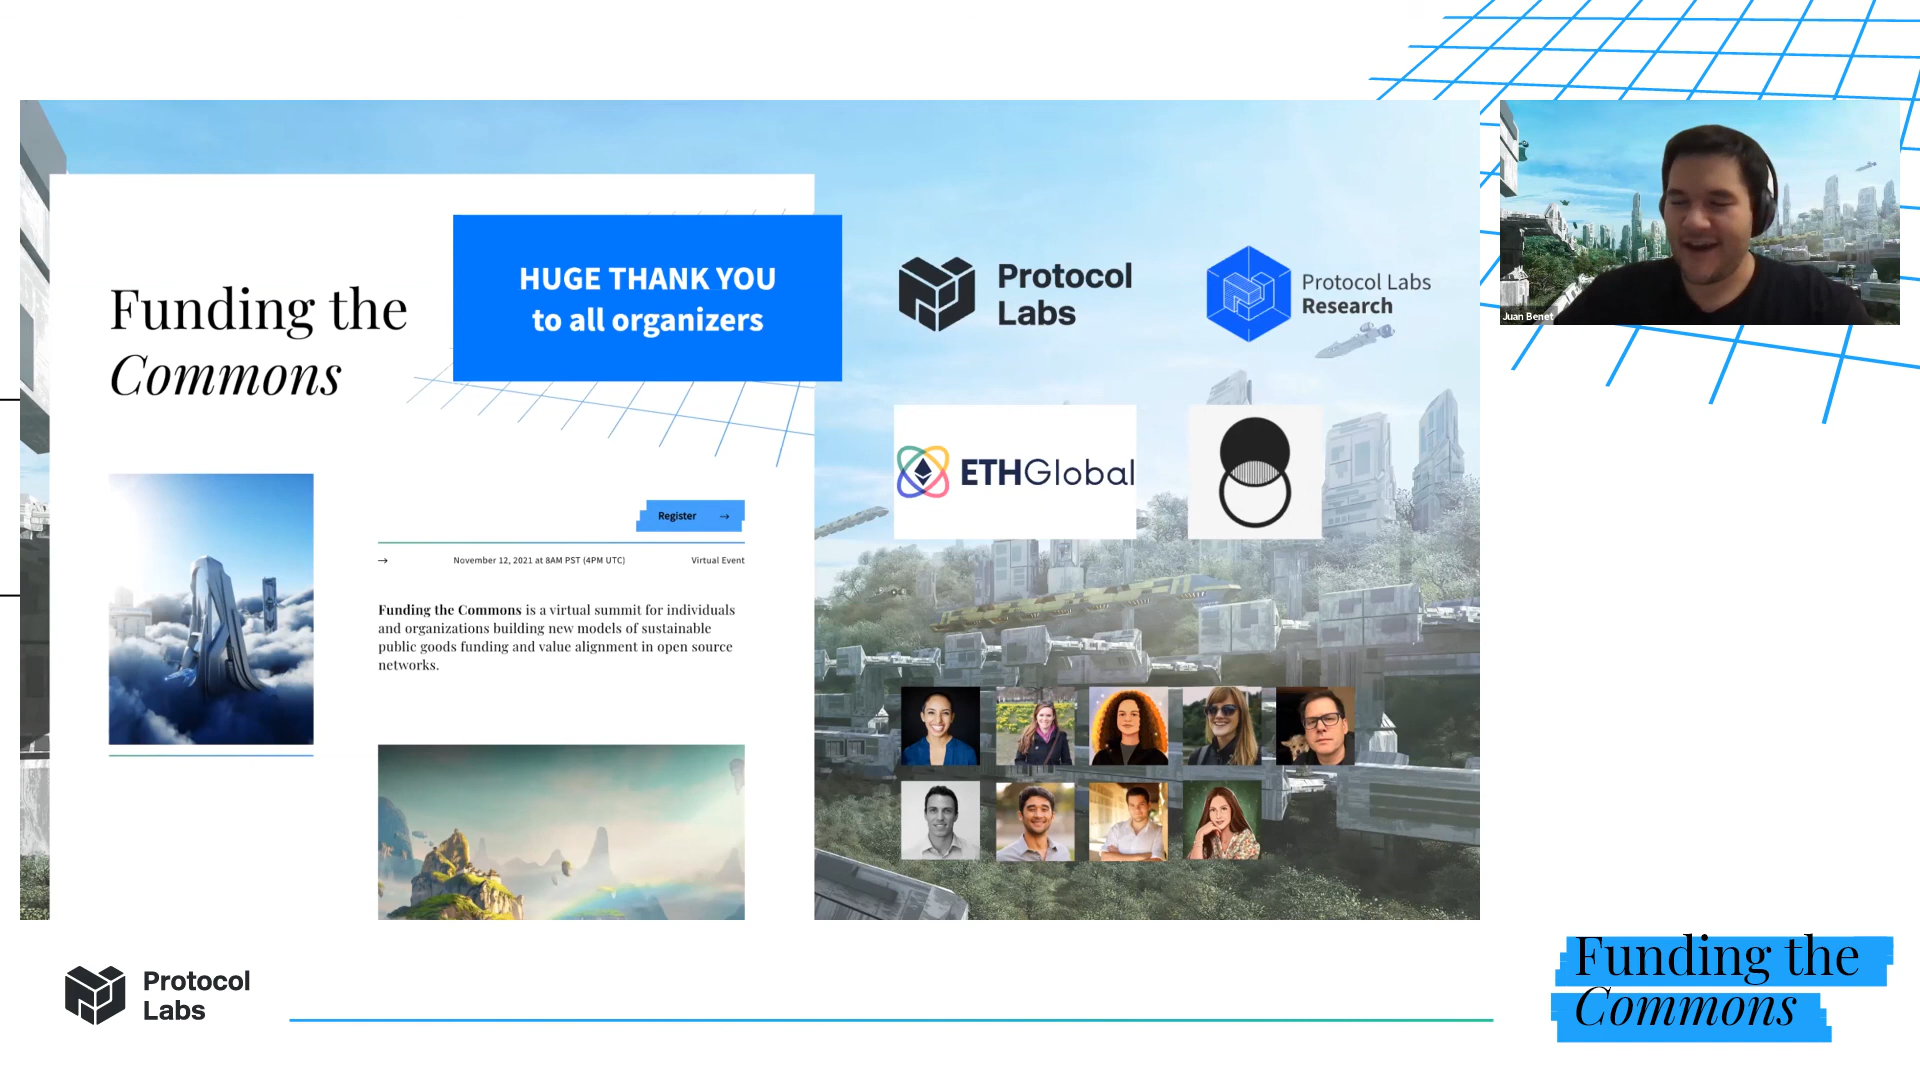 HUGE THANK YOU
to all organizers
Funding the
Commons
Register →
→ November 12, 2021 at 8AM PST (4PM UTC) Virtual Event
Funding the Commons is a virtual summit for individuals
and organizations building new models of sustainable
public goods funding and value alignment in open source
networks.
Protocol
Labs
Protocol Labs
Research
ETHGlobal
Juan Benet
Protocol
Labs
Funding the
Commons